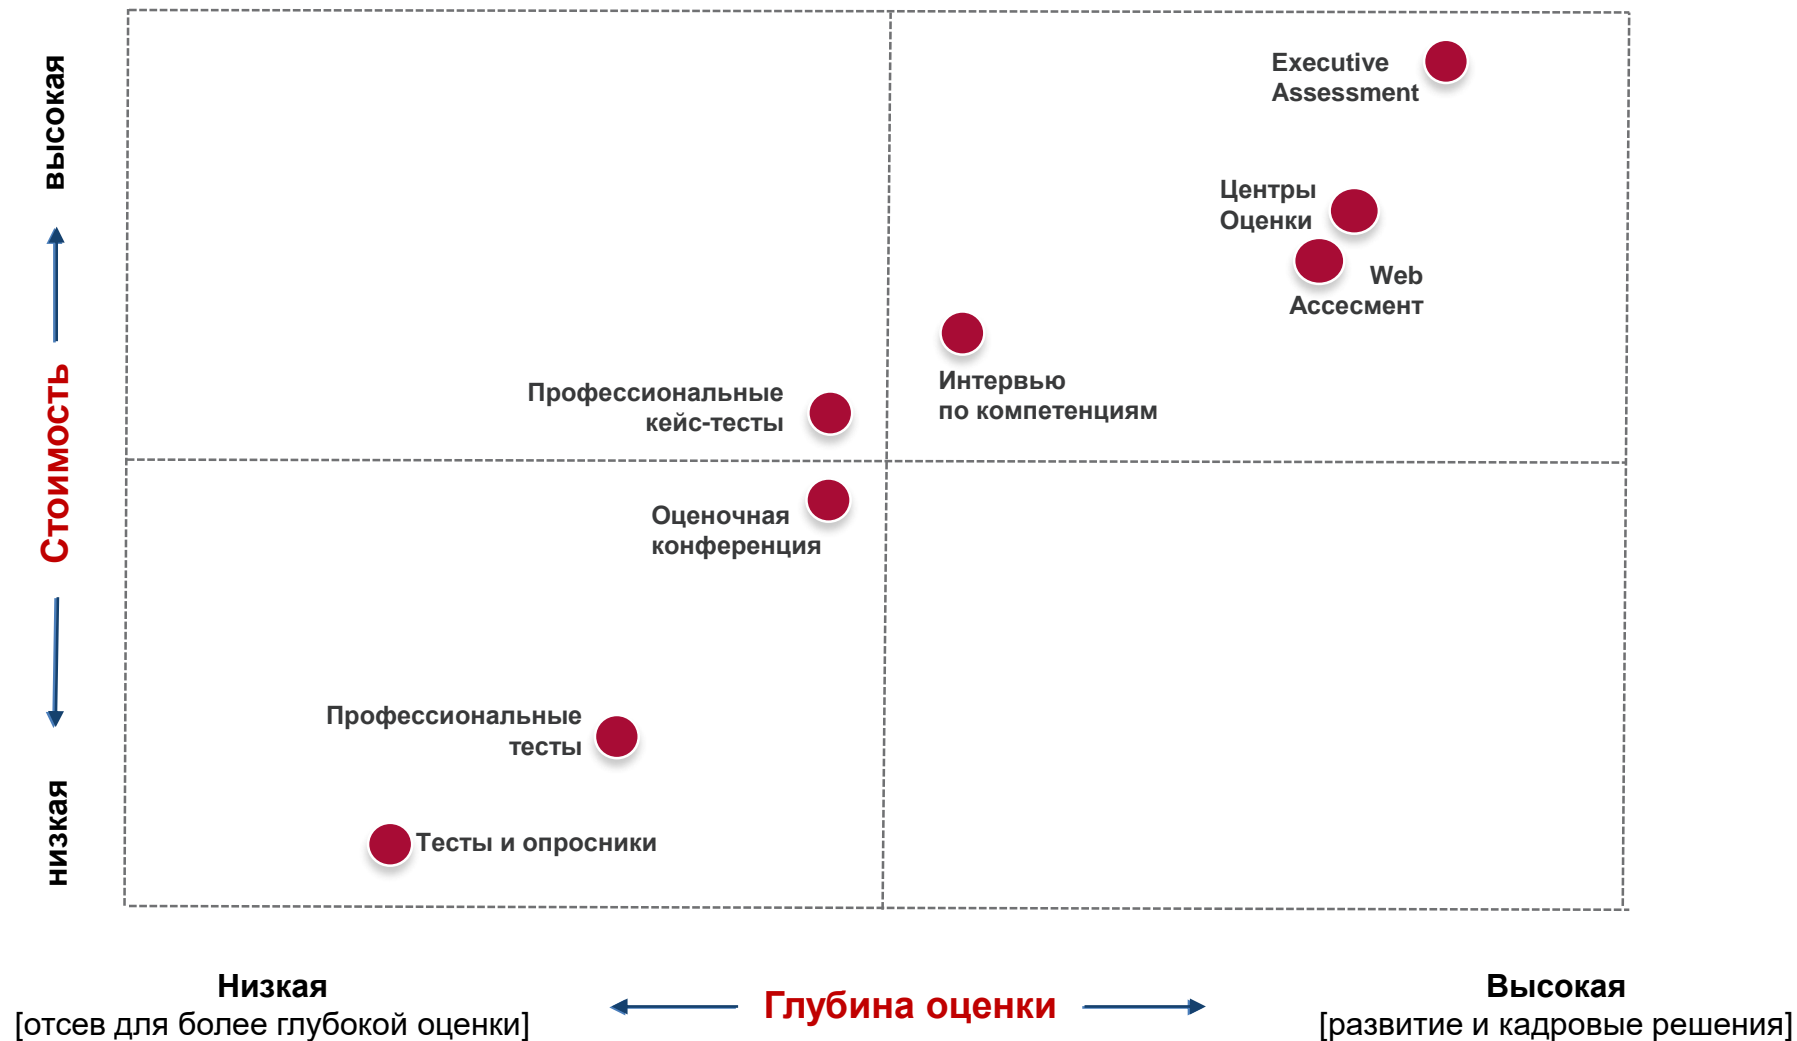 высокая
Стоимость
низкая
Executive
Assessment
Центры
Оценки
Web
Ассесмент
Интервью
по компетенциям
Профессиональные
кейс-тесты
Оценочная
конференция
Профессиональные
тесты
Тесты и опросники
Низкая
[отсев для более глубокой оценки]
Глубина оценки
Высокая
[развитие и кадровые решения]